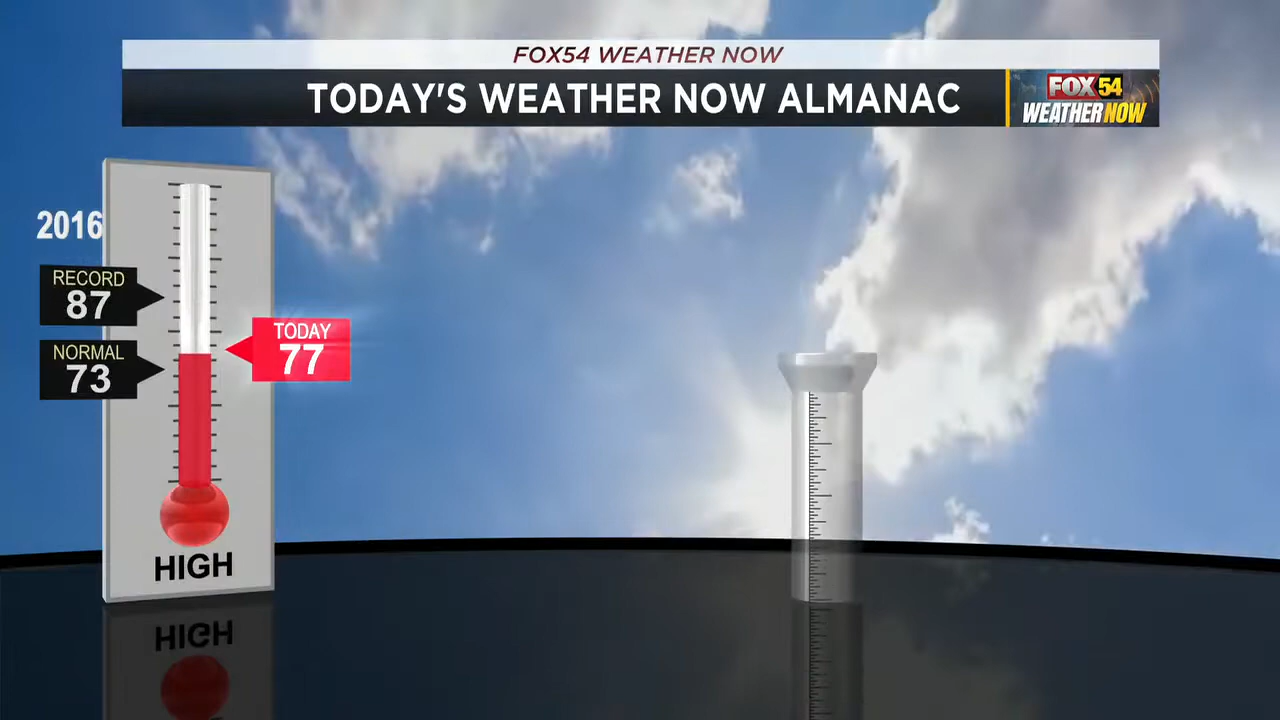 FOX54 WEATHER NOW
TODAY'S WEATHER NOW ALMANAC
FOX 54
WEATHER NOW
2016
RECORD
87
NORMAL
73
TODAY
77
HIGH
HIGH